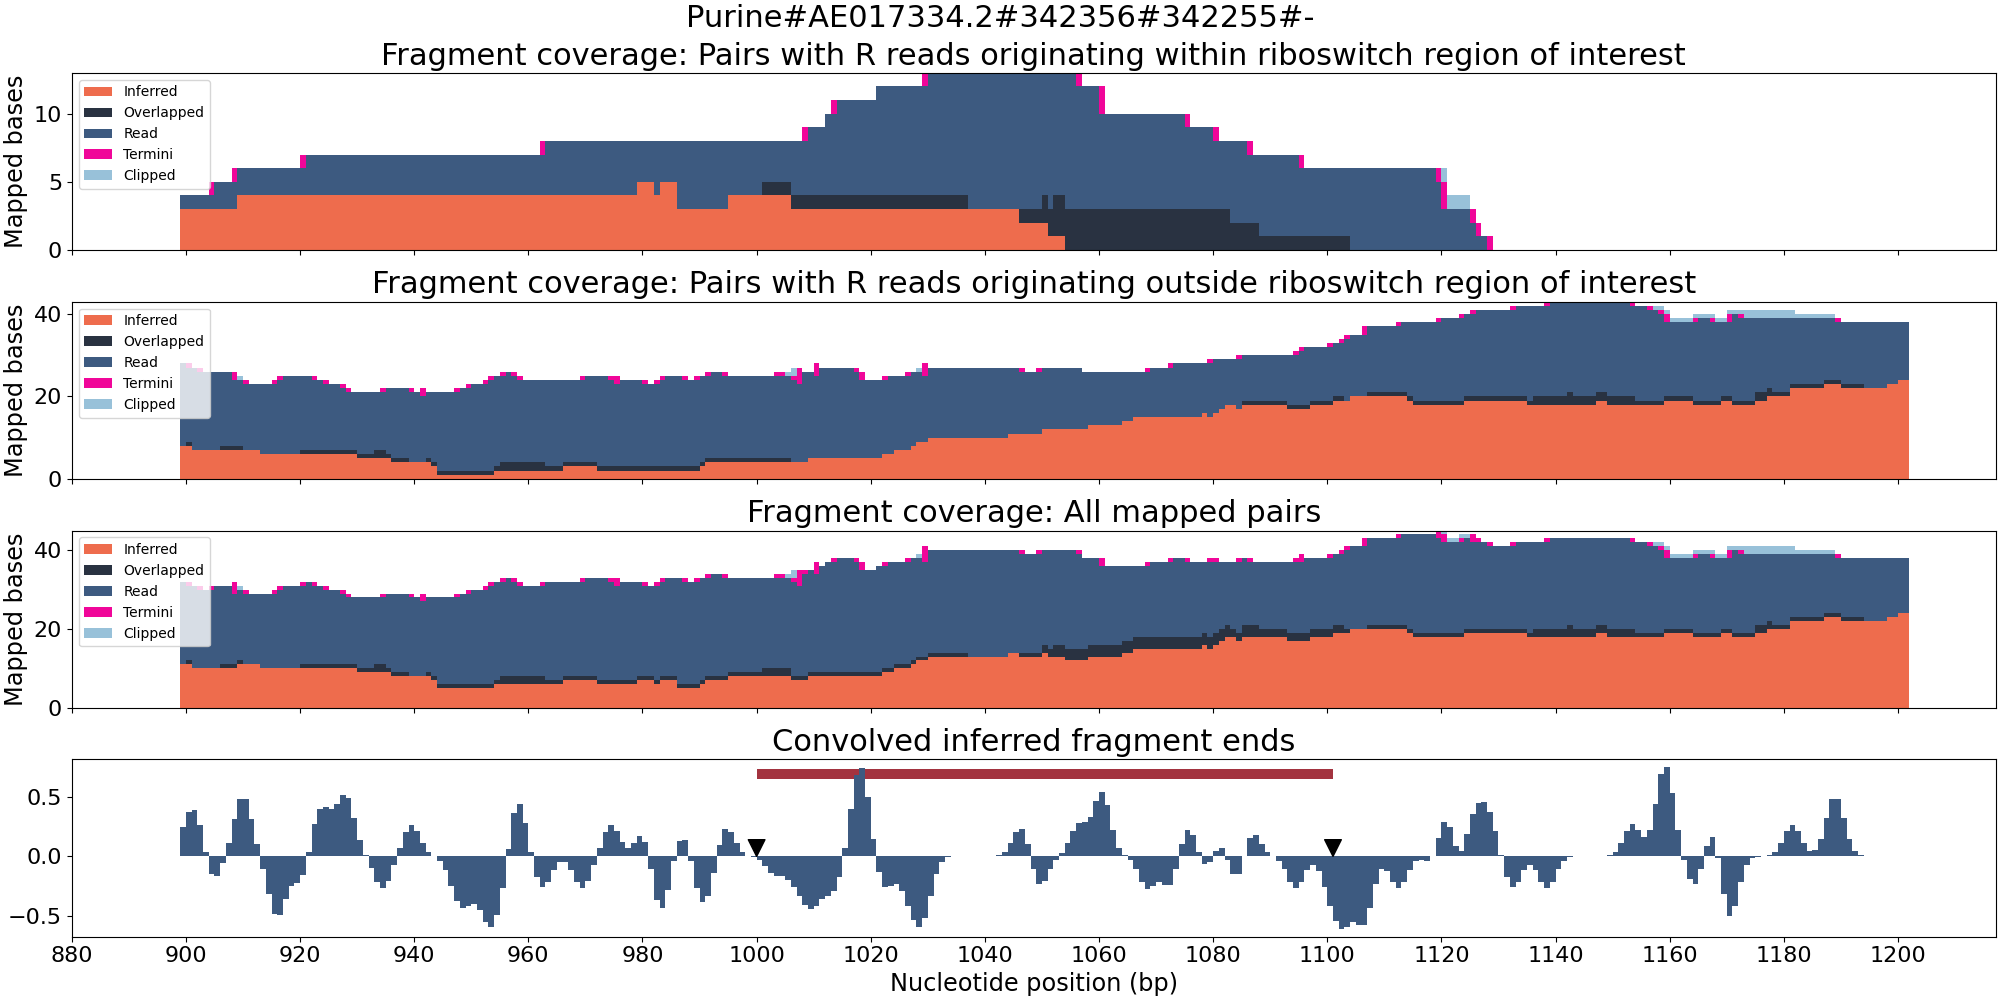 Purine#AE017334.2#342356#342255#-
Fragment coverage: Pairs with R reads originating within riboswitch region of interest
Mapped bases
10
5
0
Inferred
Overlapped
Read
Termini
Clipped
Fragment coverage: Pairs with R reads originating outside riboswitch region of interest
Mapped bases
40
20
0
Inferred
Overlapped
Read
Termini
Clipped
Fragment coverage: All mapped pairs
Mapped bases
40
20
0
Inferred
Overlapped
Read
Termini
Clipped
Convolved inferred fragment ends
0.5
0.0
−0.5
880 900 920 940 960 980 1000 1020 1040 1060 1080 1100 1120 1140 1160 1180 1200
Nucleotide position (bp)